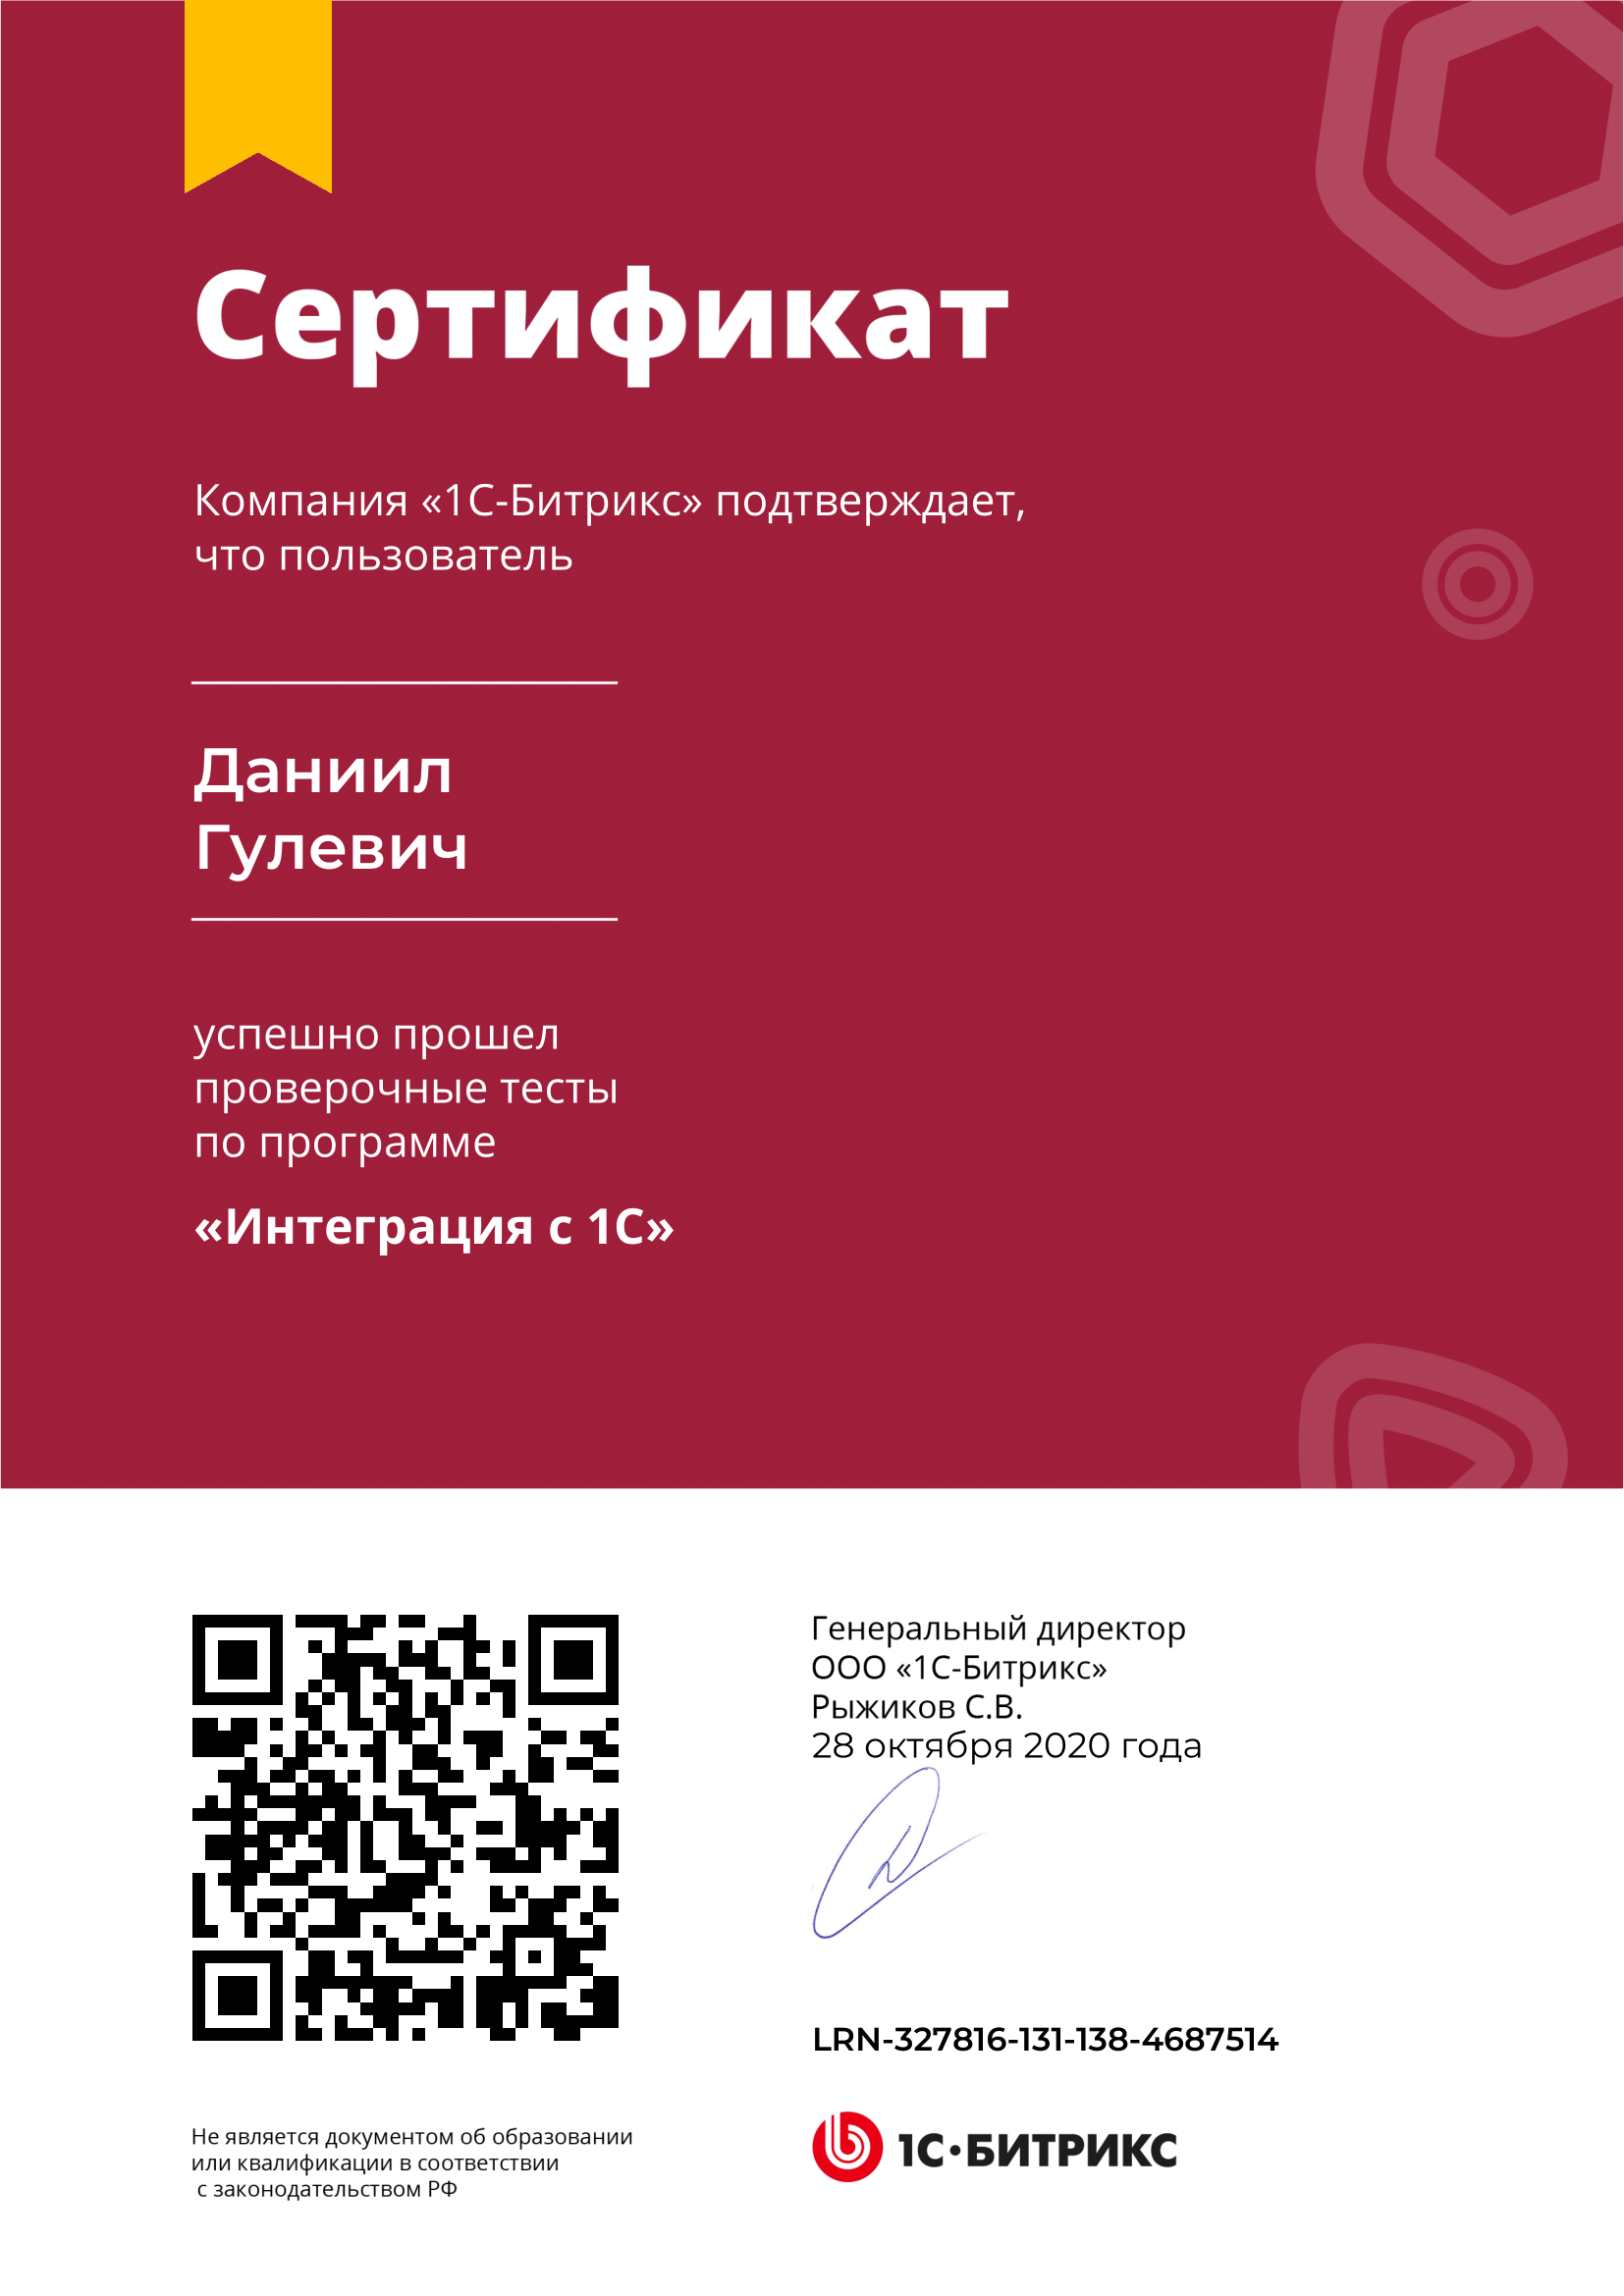 Сертификат
Компания «1С-Битрикс» подтверждает,
что пользователь
Даниил
Гулевич
успешно прошел
проверочные тесты
по программе
«Интеграция с 1С»
Генеральный директор
ООО «1С-Битрикс»
Рыжиков С.В.
28 октября 2020 года
LRN-327816-131-138-4687514
1С·БИТРИКС
Не является документом об образовании
или квалификации в соответствии
с законодательством РФ